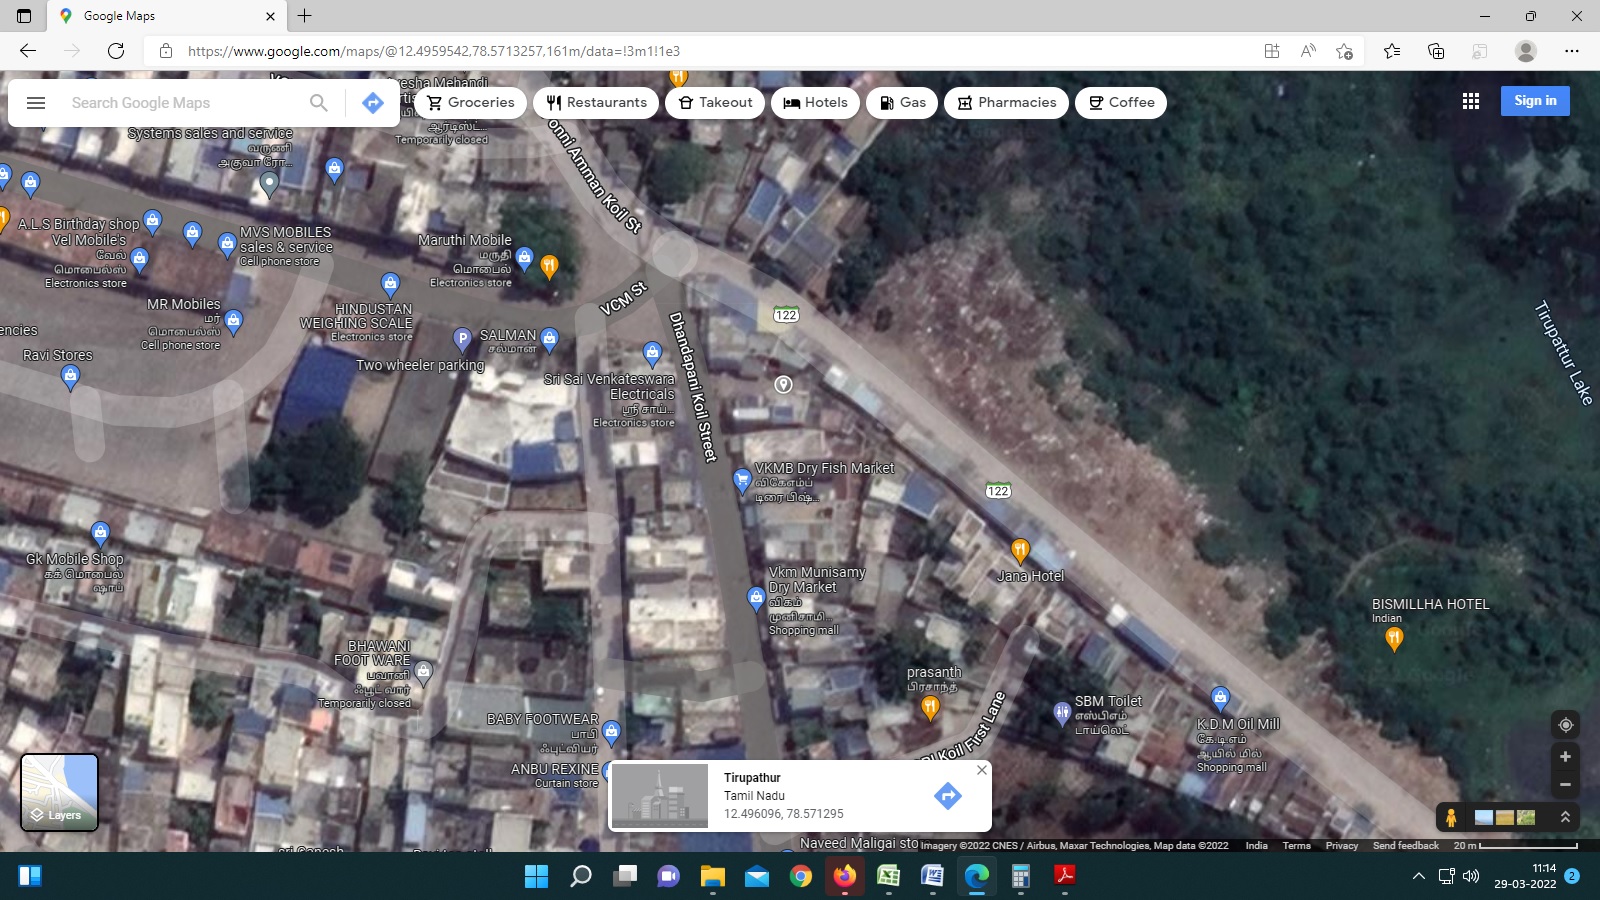 Google Maps
https://www.google.com/maps/@12.4959542,78.5713257,161m/data=!3m1!1e3
Search Google Maps
Groceries
Restaurants
Takeout
Hotels
Gas
Pharmacies
Coffee
Sign in
Mehandi
ஆர்டிஸ்ட்...
Temporarily closed
Systems sales and service
வருணி
அகுவா ரோ...
onni Amman Koil St
A.L.S Birthday shop
Vel Mobile's
வேல்
மொபைல்ஸ்
Electronics store
MVS MOBILES
sales & service
Cell phone store
Maruthi Mobile
மருதி
மொபைல்
Electronics store
MR Mobiles
மர்
மொபைல்ஸ்
Cell phone store
HINDUSTAN
WEIGHING SCALE
Electronics store
VCM St
122
SALMAN
சல்மான்
Two wheeler parking
encies
Ravi Stores
Dhandapani Koil Street
Sri Sai Venkateswara
Electricals
ஸ்ரீ சாய்...
Electronics store
Tirupattur Lake
VKMB Dry Fish Market
விகேஎம்ப்
டிரை பிஷ்...
122
Gk Mobile Shop
கக் மொபைல்
ஷாப்
Jana Hotel
Vkm Munisamy
Dry Market
விகம்
முனிசாமி...
Shopping mall
BISMILLHA HOTEL
Indian
BHAWANI
FOOT WARE
பவானி
ஃபூட் வார்
Temporarily closed
prasanth
பிரசாந்த்
SBM Toilet
எஸ்பிஎம்
டாய்லெட்
K.D.M Oil Mill
கே.டி.எம்
ஆயில் மில்
Shopping mall
BABY FOOTWEAR
பாபி
ஃபுட்வியர்
Koil First Lane
ANBU REXINE
Curtain store
Tirupathur
Tamil Nadu
12.496096, 78.571295
Layers
Naveed Maligai sto
Imagery ©2022 CNES / Airbus, Maxar Technologies, Map data ©2022
India
Terms
Privacy
Send feedback
20 m
11:14
29-03-2022
2